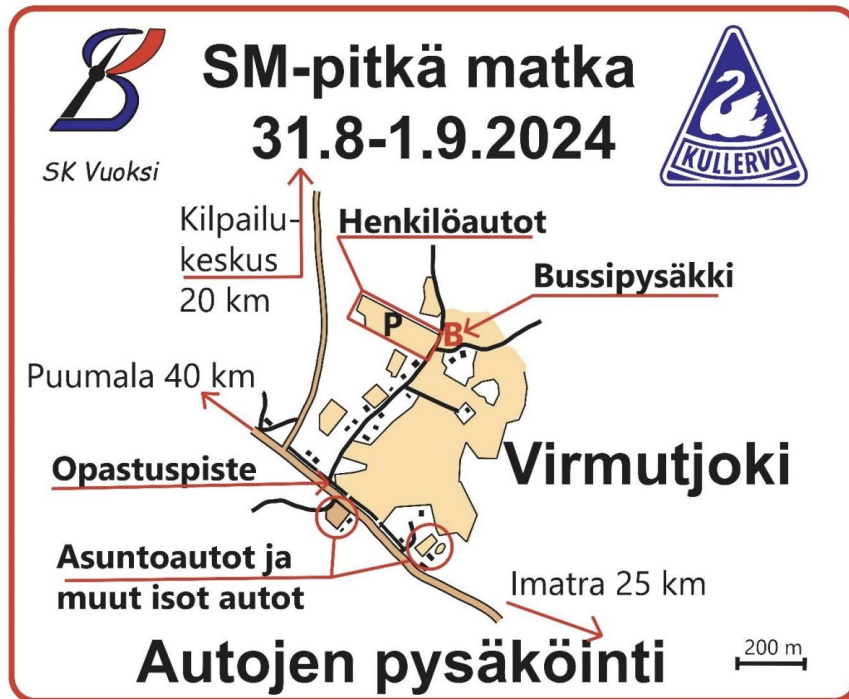 SM-pitkä matka
31.8-1.9.2024
SK Vuoksi
KULLERVO
Kilpailu-
keskus
20 km
Henkilöautot
Bussipysäkki
P
B
Puumala 40 km
Opastuspiste
Virmutjoki
Asuntoautot ja
muut isot autot
Imatra 25 km
Autojen pysäköinti
200 m